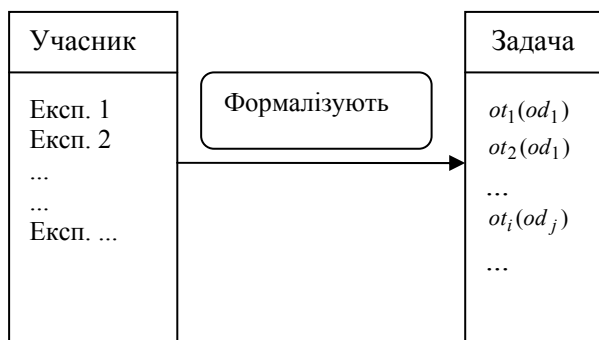 Учасник
Експ. 1
Експ. 2
...
...
Експ. ...
Формалізують
Задача
ot₁(od₁)
ot₂(od₁)
...
otᵢ(odⱼ)
...